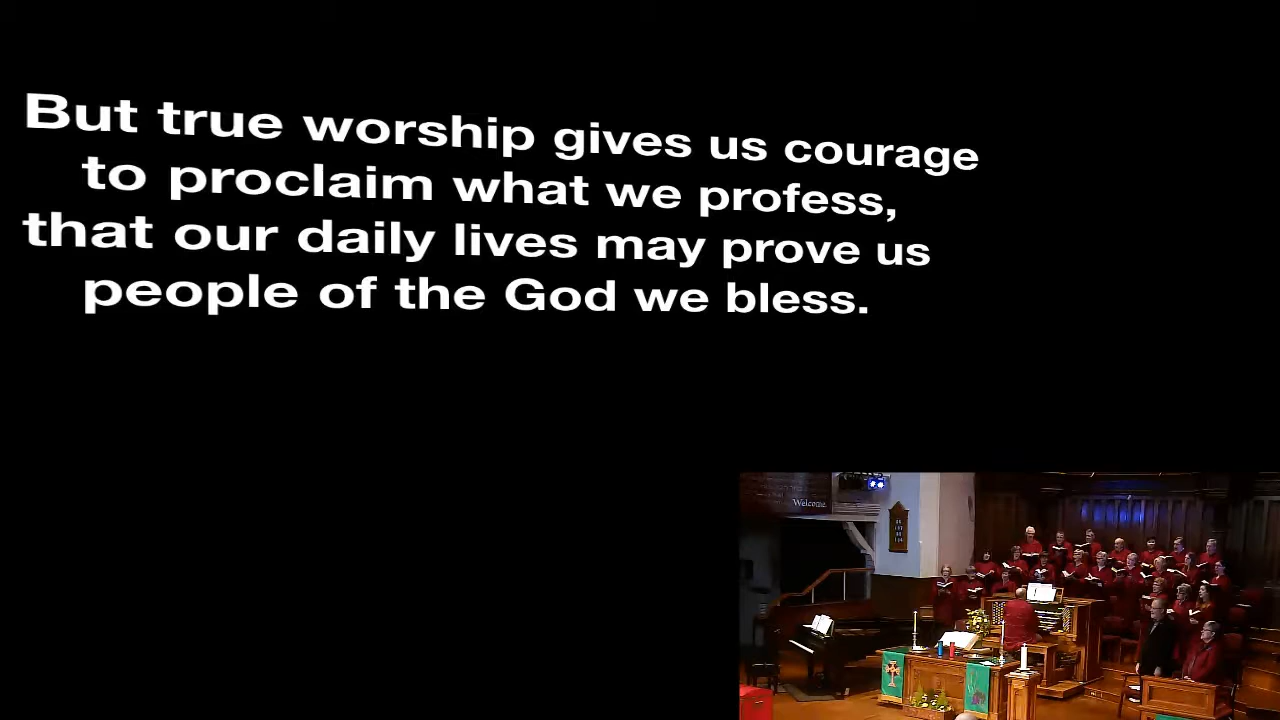 But true worship gives us courage
to proclaim what we profess,
that our daily lives may prove us
people of the God we bless.
Welcome